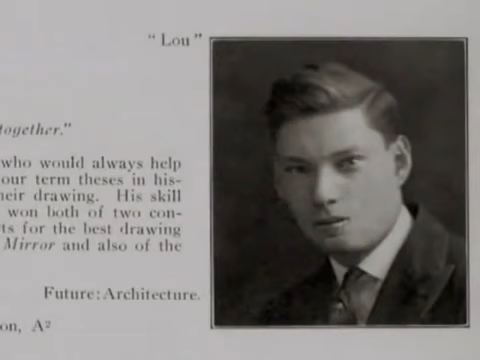 "Lou"
together."
who would always help
our term theses in his-
heir drawing. His skill
won both of two con-
ts for the best drawing
Mirror and also of the
Future: Architecture.
on, A²